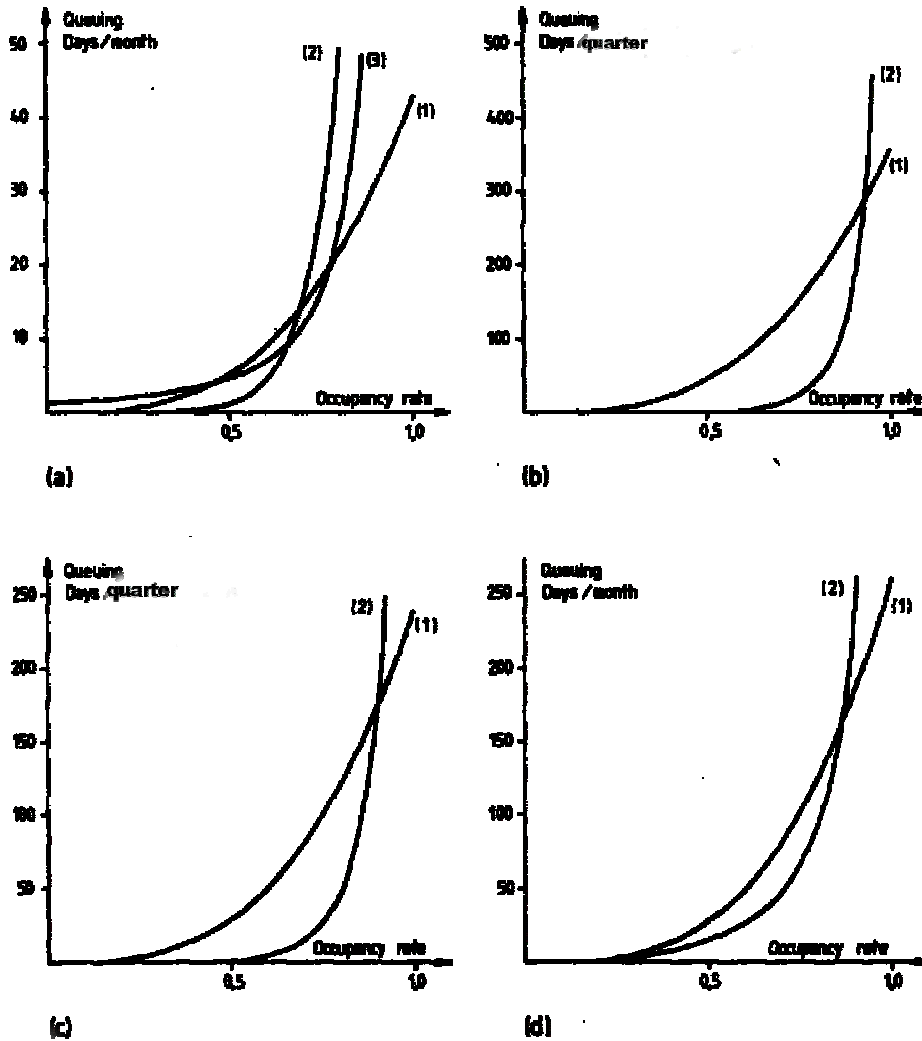 Queuing
Days/month
50
40
30
20
10
(2)
(3)
(1)
Occupancy rate
0,5
1,0
(a)
Queuing
Days/quarter
500
400
300
200
100
(2)
(1)
Occupancy rate
0,5
1,0
(b)
Queuing
Days/quarter
250
200
150
100
50
(2)
(1)
Occupancy rate
0,5
1,0
(c)
Queuing
Days/month
250
200
150
100
50
(2)
(1)
Occupancy rate
0,5
1,0
(d)